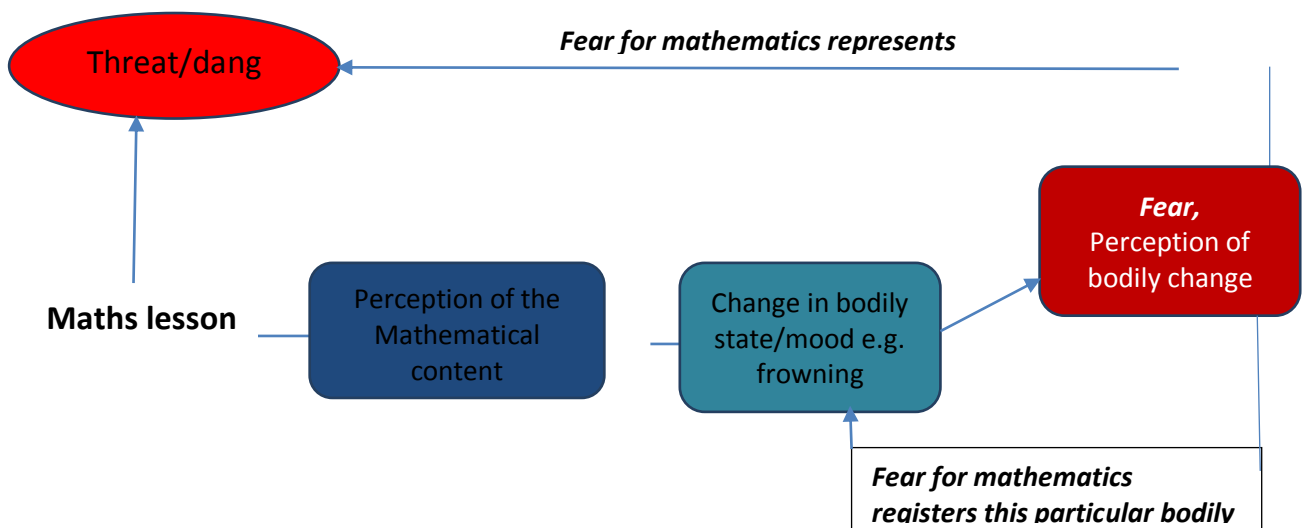 Fear for mathematics represents
Threat/dang
Fear,
Perception of
bodily change
Maths lesson
Perception of the
Mathematical
content
Change in bodily
state/mood e.g.
frowning
Fear for mathematics
registers this particular bodily